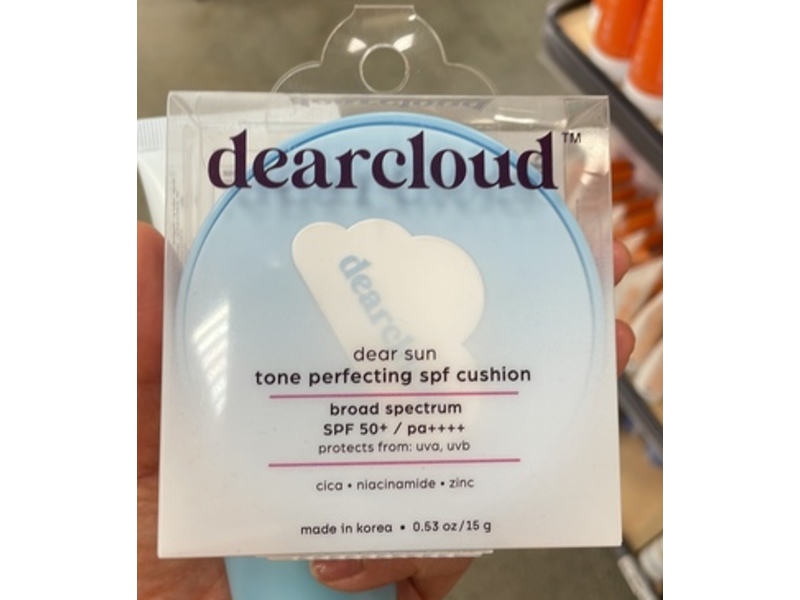 dearcloud™
dearcl
dear sun
tone perfecting spf cushion
broad spectrum
SPF 50+ / pa++++
protects from: uva, uvb
cica • niacinamide • zinc
made in korea • 0.53 oz/15 g